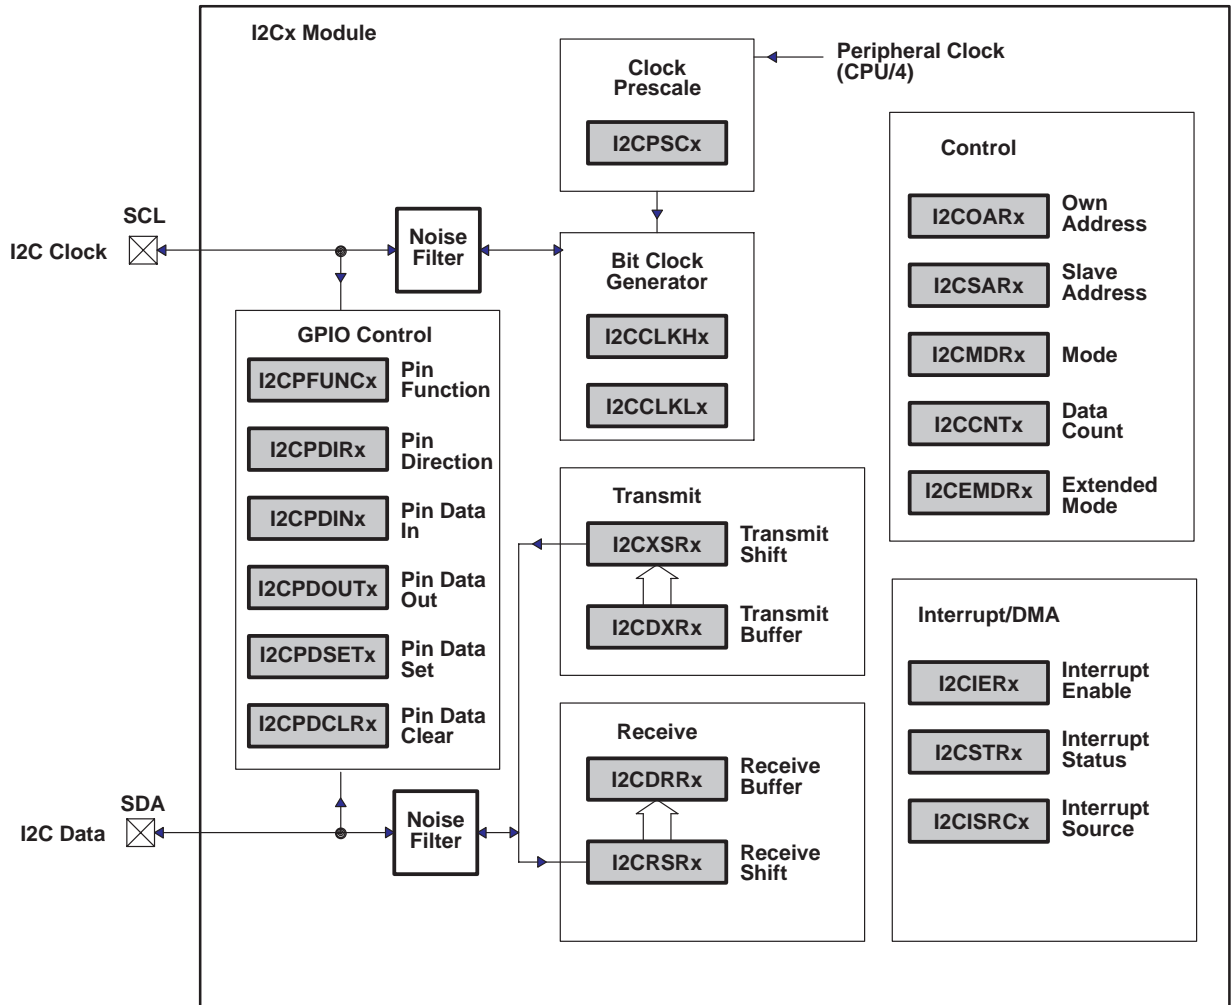 I2Cx Module
Peripheral Clock
(CPU/4)
Clock
Prescale
I2CPSCx
SCL
I2C Clock
Noise
Filter
Bit Clock
Generator
I2CCLKHx
I2CCLKLx
GPIO Control
I2CPFUNCx
Pin
Function
I2CPDIRx
Pin
Direction
I2CPDINx
Pin Data
In
I2CPDOUTx
Pin Data
Out
I2CPDSETx
Pin Data
Set
I2CPDCLRx
Pin Data
Clear
SDA
I2C Data
Noise
Filter
Transmit
I2CXSRx
Transmit
Shift
I2CDXRx
Transmit
Buffer
Receive
I2CDRRx
Receive
Buffer
I2CRSRx
Receive
Shift
Control
I2COARx
Own
Address
I2CSARx
Slave
Address
I2CMDRx
Mode
I2CCNTx
Data
Count
I2CEMDRx
Extended
Mode
Interrupt/DMA
I2CIERx
Interrupt
Enable
I2CSTRx
Interrupt
Status
I2CISRCx
Interrupt
Source